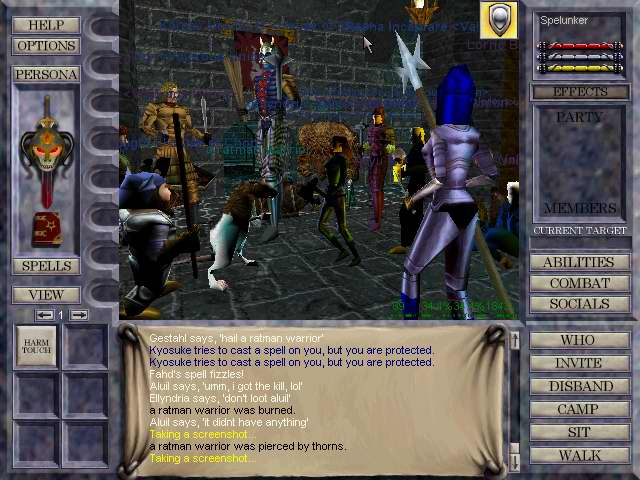 HELP
OPTIONS
PERSONA
SPELLS
VIEW
1
HARM
TOUCH
Spelunker
EFFECTS
PARTY
MEMBERS
CURRENT TARGET
ABILITIES
COMBAT
SOCIALS
WHO
INVITE
DISBAND
CAMP
SIT
WALK
Gestahl says, 'hail a ratman warrior'
Kyosuke tries to cast a spell on you, but you are protected.
Kyosuke tries to cast a spell on you, but you are protected.
Fahd's spell fizzles!
Aluil says, 'umm, i got the kill, lol'
Ellyndria says, 'don't loot aluil'
a ratman warrior was burned.
Aluil says, 'it didnt have anything'
Taking a screenshot...
a ratman warrior was pierced by thorns.
Taking a screenshot...